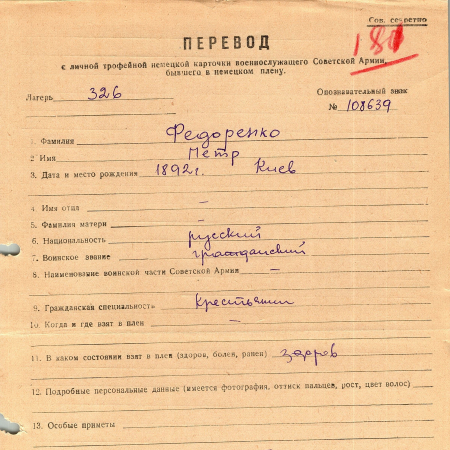 Сов. секретно
181
ПЕРЕВОД
с личной трофейной немецкой карточки военнослужащего Советской Армии,
бывшего в немецком плену.
Лагерь 326 Опознавательный знак
№ 108639
1. Фамилия Федоренко
2 Имя Петр
3. Дата и место рождения 1892 г. Киев
4 Имя отца –
5. Фамилия матери –
6. Национальность русский
7. Воинское звание гражданский
8. Наименование воинской части Советской Армии –
9. Гражданская специальность Крестьянин
10. Когда и где взят в плен –
11. В каком состоянии взят в плен (здоров, болен, ранен) здоров
12. Подробные персональные данные (имеется фотография, оттиск пальцев, рост, цвет волос)
13. Особые приметы